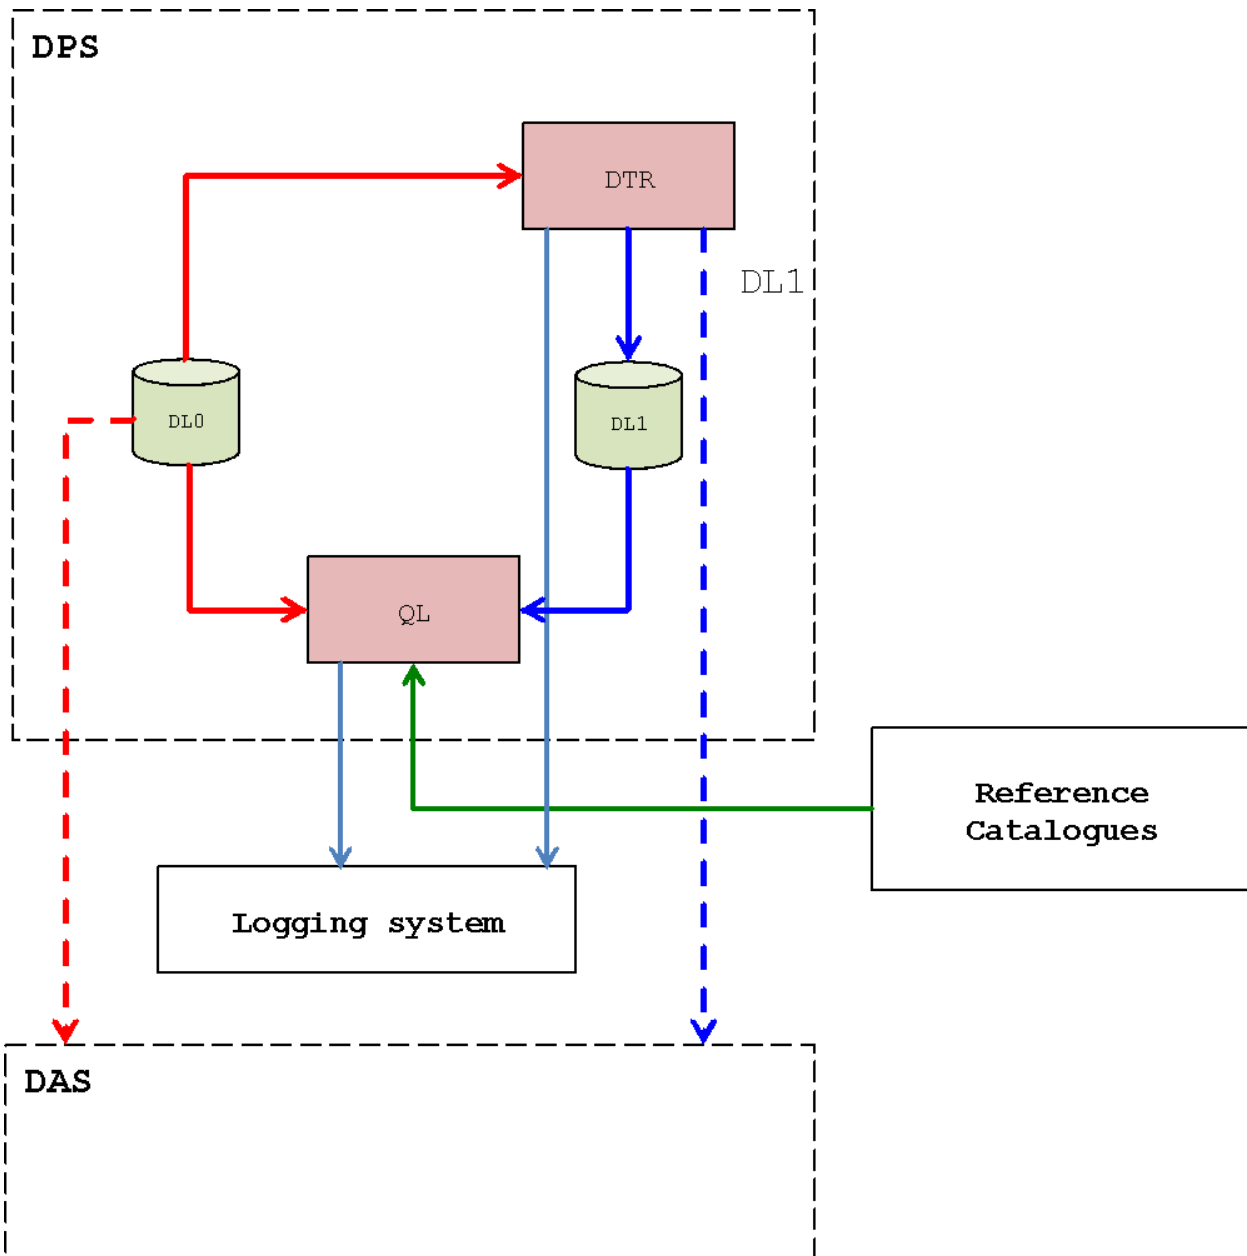 DPS
DTR
DL1
DL0
DL1
QL
Reference
Catalogues
Logging system
DAS